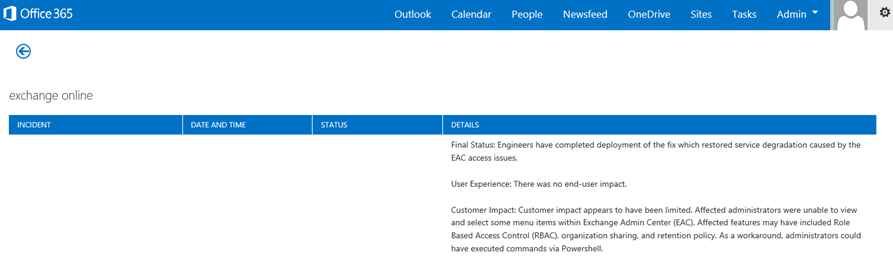 Office 365
Outlook Calendar People Newsfeed OneDrive Sites Tasks Admin
exchange online
INCIDENT DATE AND TIME STATUS DETAILS
Final Status: Engineers have completed deployment of the fix which restored service degradation caused by the
EAC access issues.
User Experience: There was no end-user impact.
Customer Impact: Customer impact appears to have been limited. Affected administrators were unable to view
and select some menu items within Exchange Admin Center (EAC). Affected features may have included Role
Based Access Control (RBAC), organization sharing, and retention policy. As a workaround, administrators could
have executed commands via Powershell.